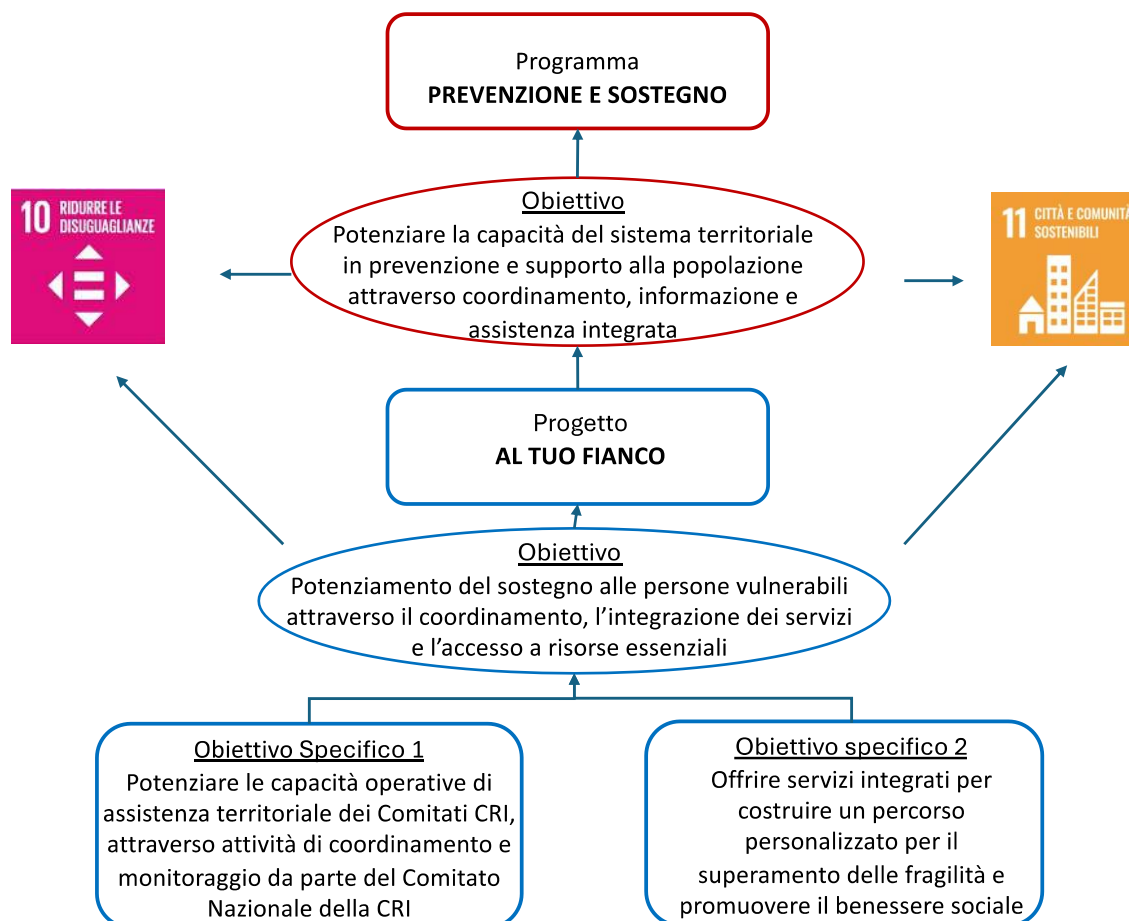 Programma
PREVENZIONE E SOSTEGNO
10 RIDURRE LE
DISUGUAGLIANZE
Obiettivo
Potenziare la capacità del sistema territoriale
in prevenzione e supporto alla popolazione
attraverso coordinamento, informazione e
assistenza integrata
11 CITTÀ E COMUNITÀ
SOSTENIBILI
Progetto
AL TUO FIANCO
Obiettivo
Potenziamento del sostegno alle persone vulnerabili
attraverso il coordinamento, l'integrazione dei servizi
e l'accesso a risorse essenziali
Obiettivo Specifico 1
Potenziare le capacità operative di
assistenza territoriale dei Comitati CRI,
attraverso attività di coordinamento e
monitoraggio da parte del Comitato
Nazionale della CRI
Obiettivo specifico 2
Offrire servizi integrati per
costruire un percorso
personalizzato per il
superamento delle fragilità e
promuovere il benessere sociale